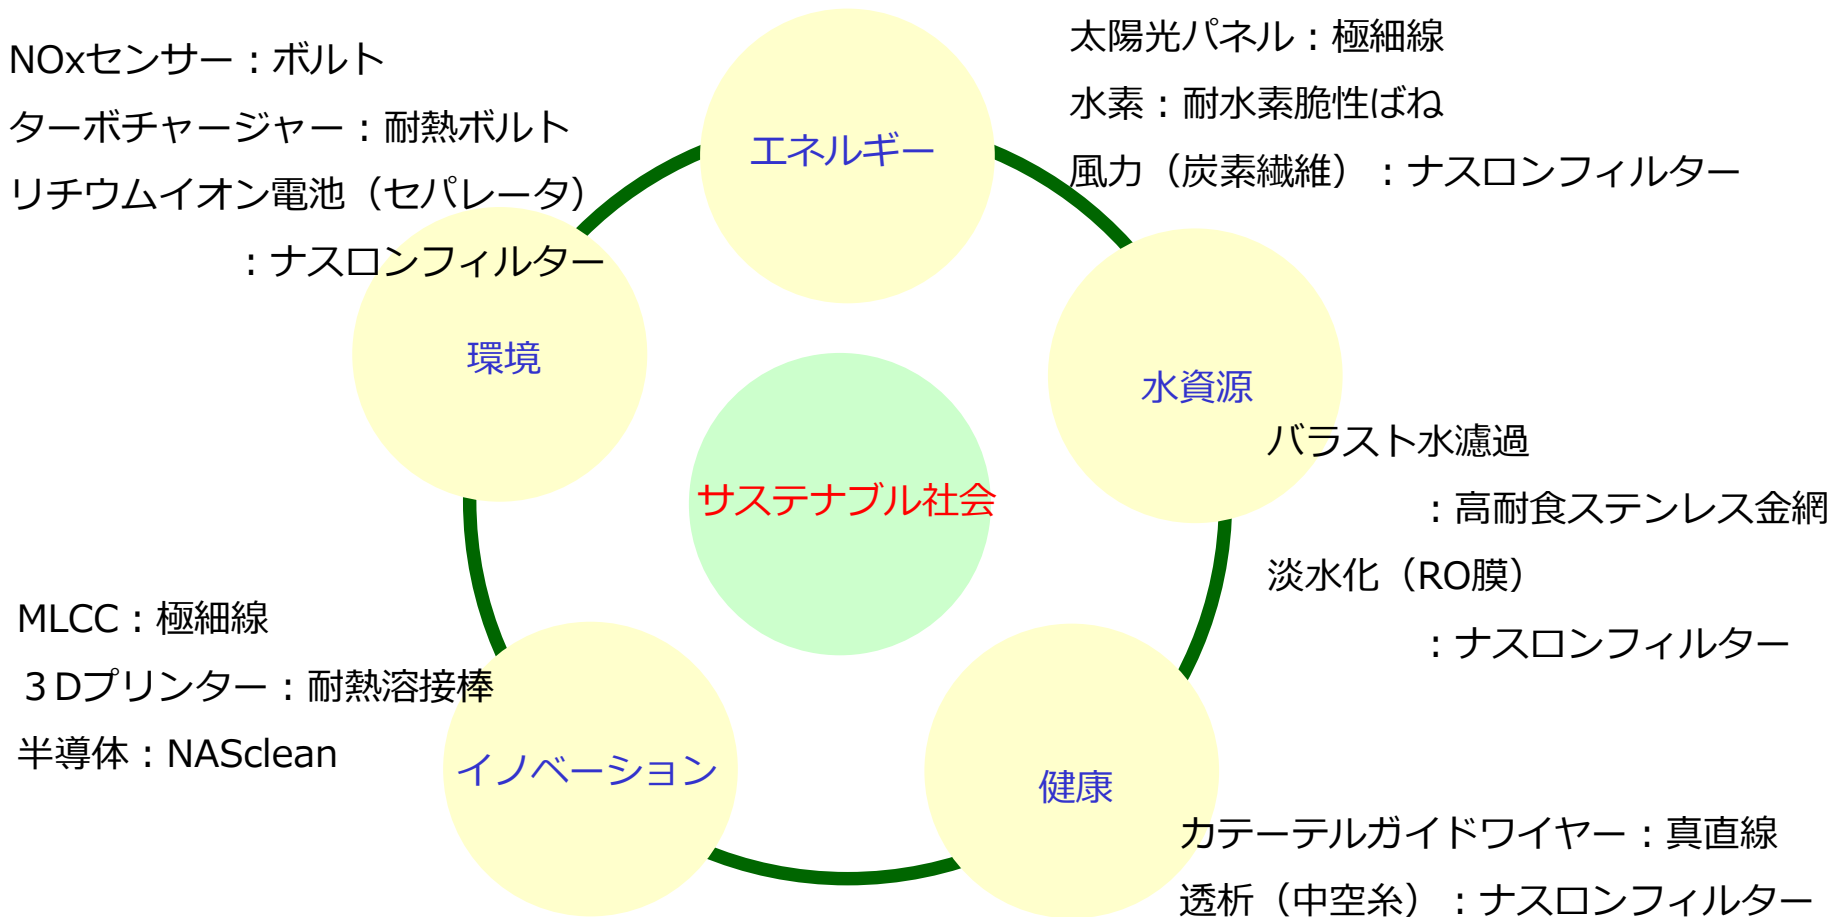 NOxセンサー：ボルト
ターボチャージャー：耐熱ボルト
リチウムイオン電池（セパレータ）
：ナスロンフィルター
環境
エネルギー
太陽光パネル：極細線
水素：耐水素脆性ばね
風力（炭素繊維）：ナスロンフィルター
水資源
バラスト水濾過
：高耐食ステンレス金網
淡水化（RO膜）
：ナスロンフィルター
サステナブル社会
MLCC：極細線
３Dプリンター：耐熱溶接棒
半導体：NASclean
イノベーション
健康
カテーテルガイドワイヤー：真直線
透析（中空糸）：ナスロンフィルター